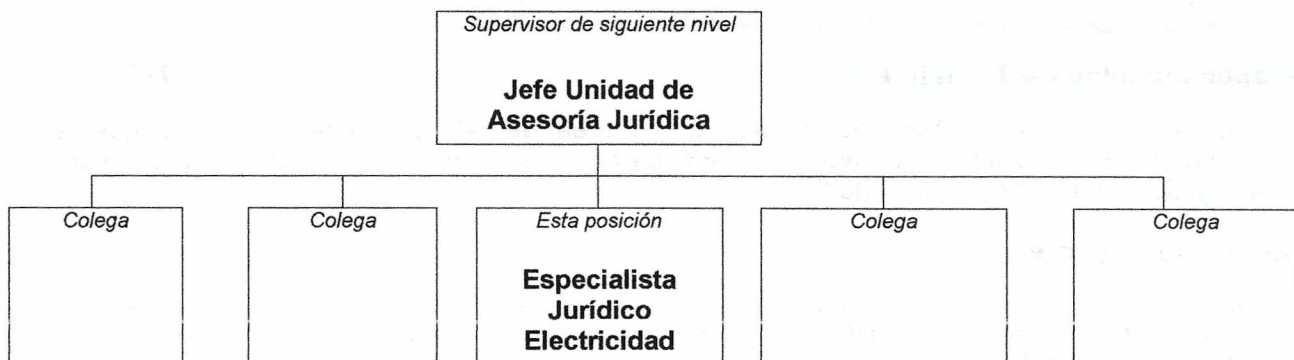 Supervisor de siguiente nivel
Jefe Unidad de
Asesoría Jurídica
Colega
Colega
Esta posición
Especialista
Jurídico
Electricidad
Colega
Colega